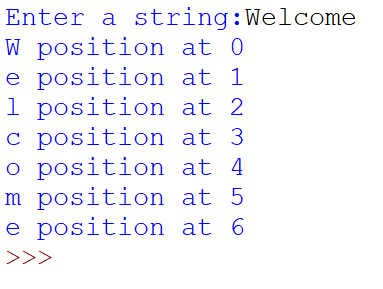 Enter a string:Welcome
W position at 0
e position at 1
l position at 2
c position at 3
o position at 4
m position at 5
e position at 6
>>>